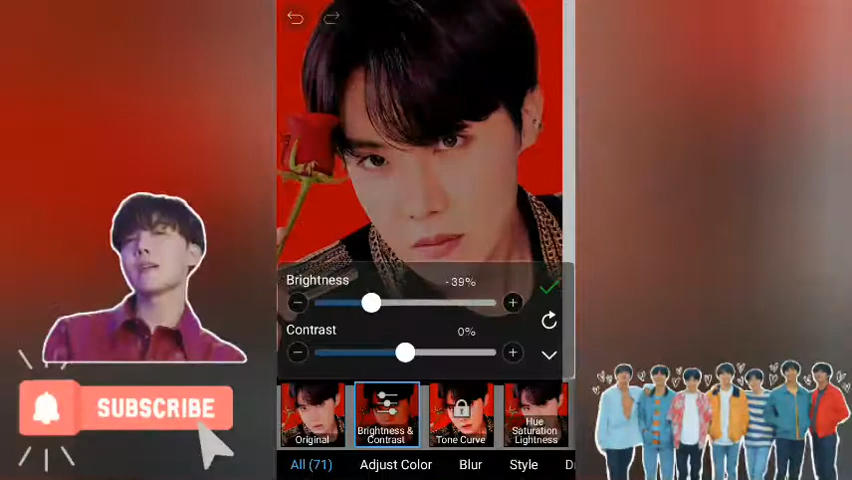 Brightness
-39%
Contrast
0%
Original
Brightness &
Contrast
Tone Curve
Hue
Saturation
Lightness
SUBSCRIBE
All (71)
Adjust Color
Blur
Style